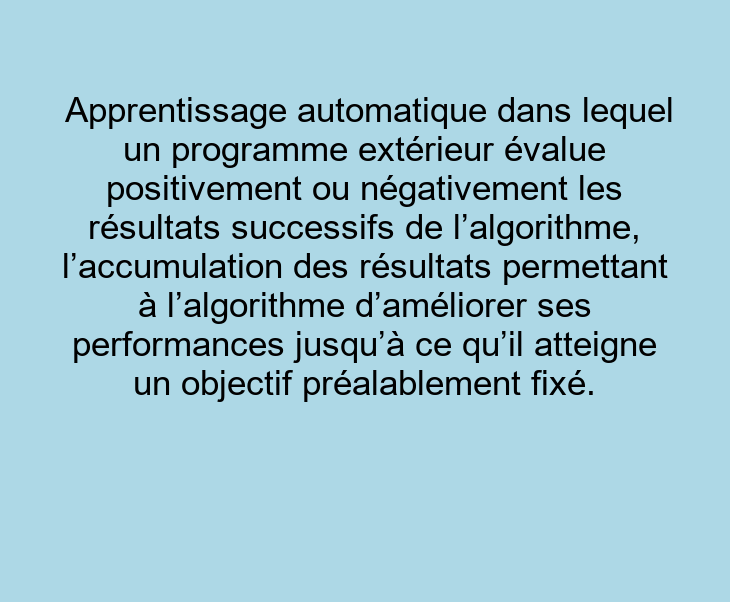 Apprentissage automatique dans lequel
un programme extérieur évalue
positivement ou négativement les
résultats successifs de l’algorithme,
l’accumulation des résultats permettant
à l’algorithme d’améliorer ses
performances jusqu’à ce qu’il atteigne
un objectif préalablement fixé.